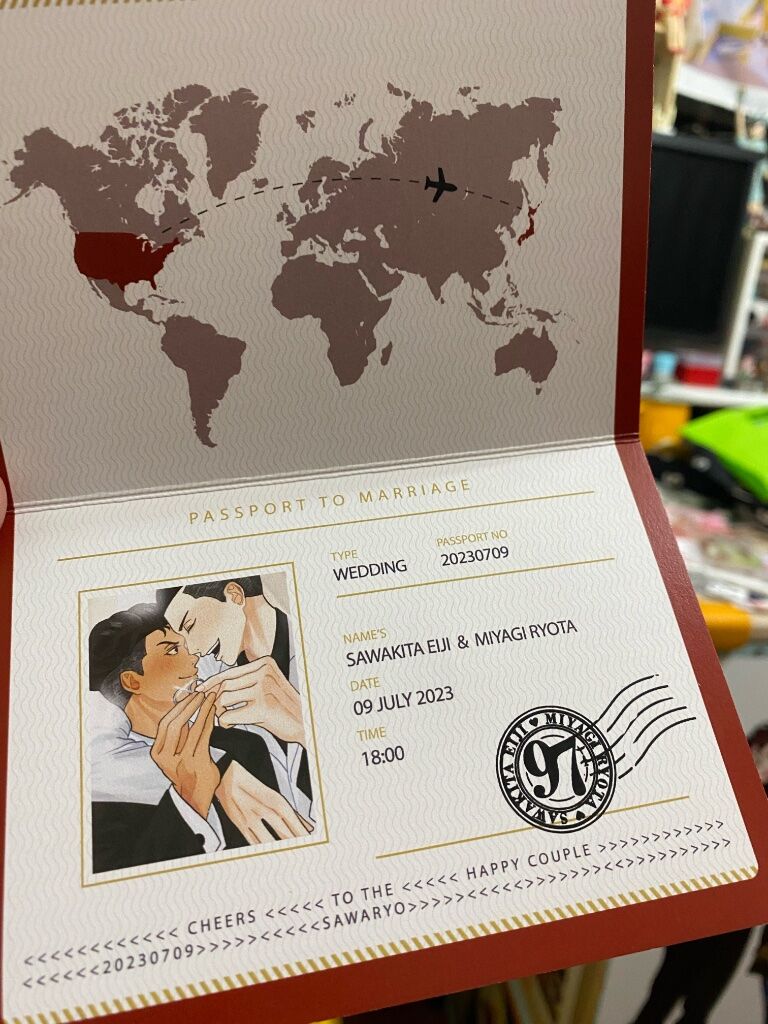 PASSPORT TO MARRIAGE
TYPE PASSPORT NO
WEDDING 20230709
NAME'S
SAWAKITA EIJI & MIYAGI RYOTA
DATE
09 JULY 2023
TIME
18:00
SAWAKITA EIJI ♥ MIYAGI RYOTA ♥
97
<<<<<<<<<<<< CHEERS <<<<< TO THE <<<<< HAPPY COUPLE >>>>>>>>>>>>
<<<<<<20230709>>>>><<<<<SAWARYO>>>>><<<<<>>>>>><<<<<>>>>>>>>>>